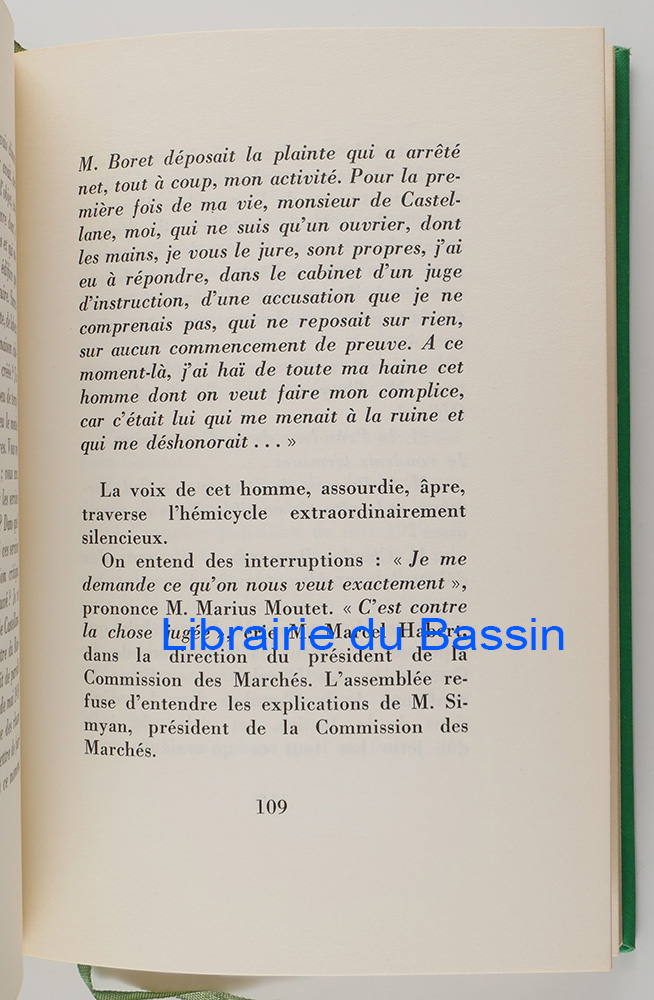 M. Boret déposait la plainte qui a arrêté
net, tout à coup, mon activité. Pour la pre-
mière fois de ma vie, monsieur de Castel-
lane, moi, qui ne suis qu'un ouvrier, dont
les mains, je vous le jure, sont propres, j'ai
eu à répondre, dans le cabinet d'un juge
d'instruction, d'une accusation que je ne
comprenais pas, qui ne reposait sur rien,
sur aucun commencement de preuve. A ce
moment-là, j'ai haï de toute ma haine cet
homme dont on veut faire mon complice,
car c'était lui qui me menait à la ruine et
qui me déshonorait . . . »
La voix de cet homme, assourdie, âpre,
traverse l'hémicycle extraordinairement
silencieux.
On entend des interruptions : « Je me
demande ce qu'on nous veut exactement »,
prononce M. Marius Moutet. « C'est contre
la chose jugée », crie M. Marcel Habert,
Librairie du Bassin
dans la direction du président de la
Commission des Marchés. L'assemblée re-
fuse d'entendre les explications de M. Si-
myan, président de la Commission des
Marchés.
109